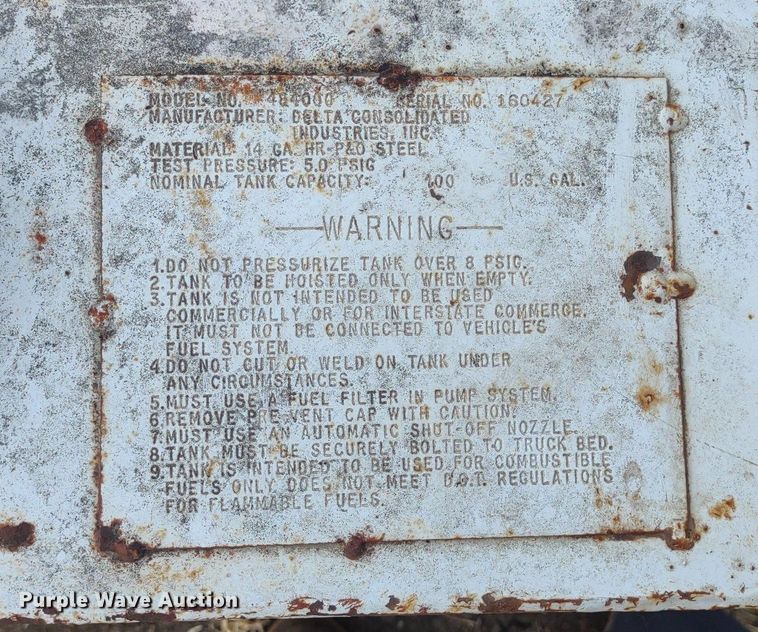 MODEL NO. 484000 SERIAL NO. 160427
MANUFACTURER: DELTA CONSOLIDATED
INDUSTRIES, INC.
MATERIAL: 14 GA. HR P&O STEEL
TEST PRESSURE: 5.0 PSIG
NOMINAL TANK CAPACITY: 100 U.S. GAL.
WARNING
1. DO NOT PRESSURIZE TANK OVER 8 PSIG.
2. TANK TO BE HOISTED ONLY WHEN EMPTY.
3. TANK IS NOT INTENDED TO BE USED
COMMERCIALLY OR FOR INTERSTATE COMMERCE.
IT MUST NOT BE CONNECTED TO VEHICLE'S
FUEL SYSTEM.
4. DO NOT CUT OR WELD ON TANK UNDER
ANY CIRCUMSTANCES.
5. MUST USE A FUEL FILTER IN PUMP SYSTEM.
6. REMOVE PRE-VENT CAP WITH CAUTION.
7. MUST USE AN AUTOMATIC SHUT-OFF NOZZLE.
8. TANK MUST BE SECURELY BOLTED TO TRUCK BED.
9. TANK IS INTENDED TO BE USED FOR COMBUSTIBLE
FUELS ONLY DOES NOT MEET D.O.T. REGULATIONS
FOR FLAMMABLE FUELS.
Purple Wave Auction